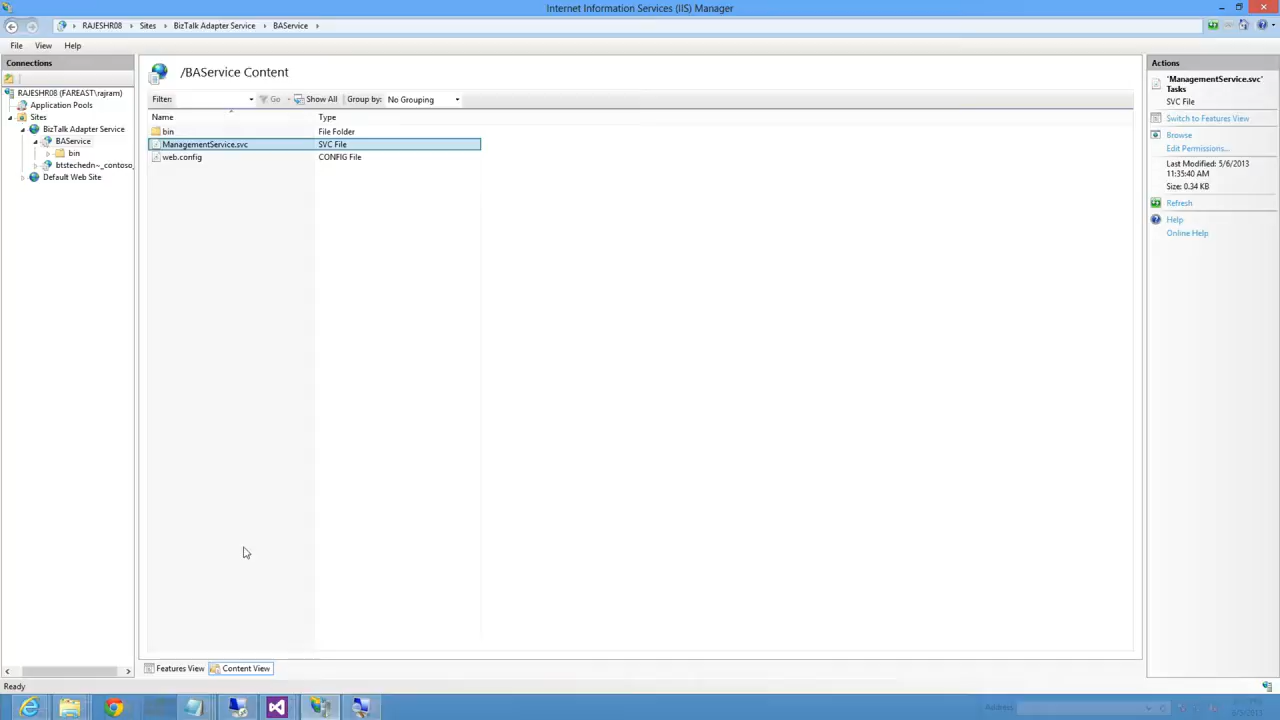 Internet Information Services (IIS) Manager
RAJESHR08 Sites BizTalk Adapter Service BAService
File View Help
Connections
RAJESHR08 (FAREAST\rajram)
Application Pools
Sites
BizTalk Adapter Service
BAService
bin
btstechedn~_contoso_
Default Web Site
/BAService Content
Filter: Go Show All Group by: No Grouping
Name Type
bin File Folder
ManagementService.svc SVC File
web.config CONFIG File
Features View Content View
Actions
'ManagementService.svc'
Tasks
SVC File
Switch to Features View
Browse
Edit Permissions...
Last Modified: 5/6/2013
11:35:40 AM
Size: 0.34 KB
Refresh
Help
Online Help
Ready
Address